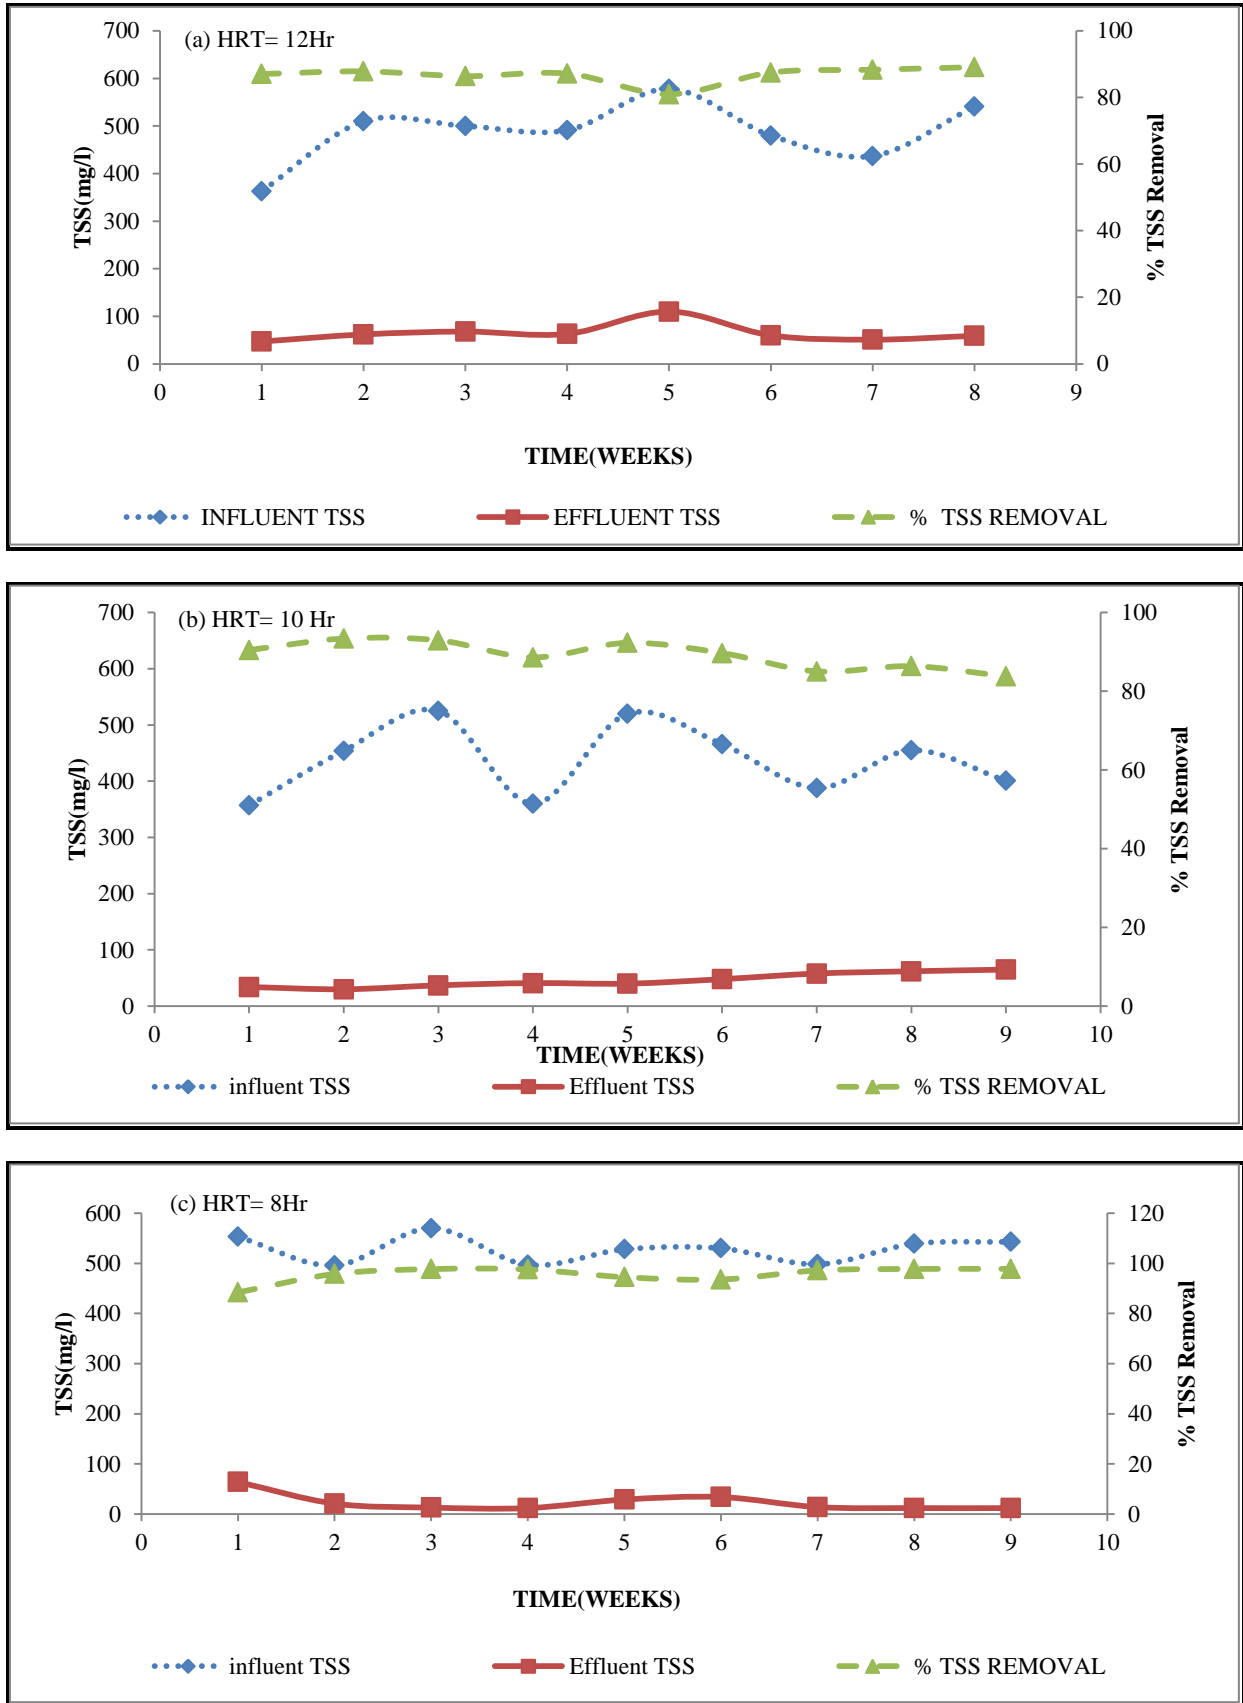 (a) HRT= 12Hr
700
600
500
400
300
200
100
0
TSS(mg/l)
100
80
60
40
20
0
% TSS Removal
0 1 2 3 4 5 6 7 8 9
TIME(WEEKS)
INFLUENT TSS EFFLUENT TSS % TSS REMOVAL
(b) HRT= 10 Hr
700
600
500
400
300
200
100
0
TSS(mg/l)
100
80
60
40
20
0
% TSS Removal
0 1 2 3 4 5 6 7 8 9 10
TIME(WEEKS)
influent TSS Effluent TSS % TSS REMOVAL
(c) HRT= 8Hr
600
500
400
300
200
100
0
TSS(mg/l)
120
100
80
60
40
20
0
% TSS Removal
0 1 2 3 4 5 6 7 8 9 10
TIME(WEEKS)
influent TSS Effluent TSS % TSS REMOVAL